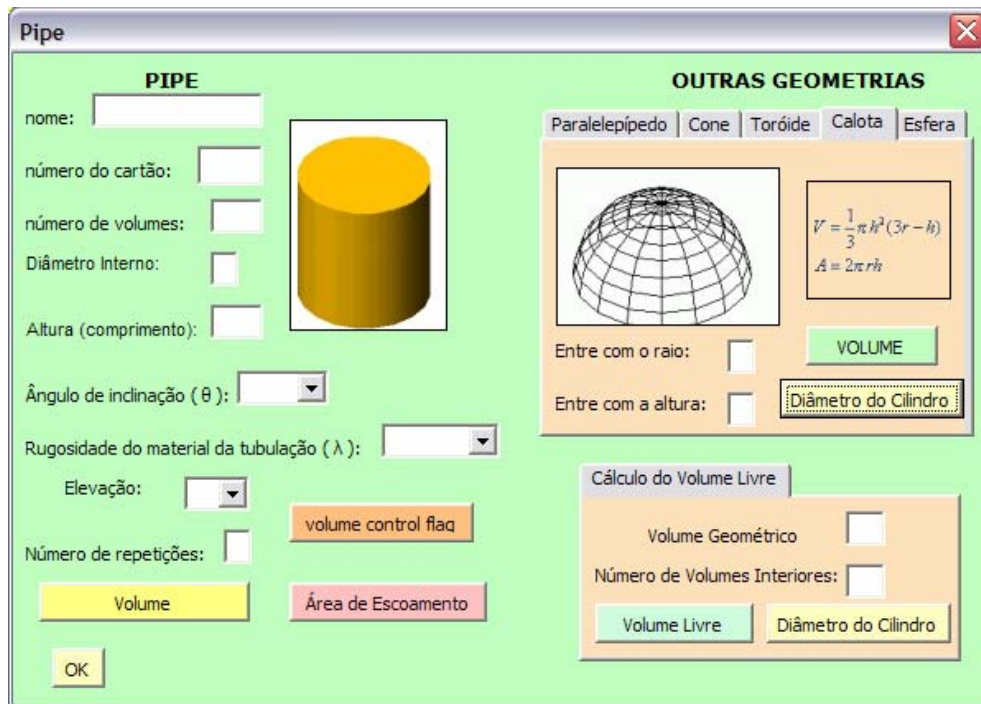 Pipe
PIPE
nome:
número do cartão:
número de volumes:
Diâmetro Interno:
Altura (comprimento):
Ângulo de inclinação ( θ ):
Rugosidade do material da tubulação ( λ ):
Elevação:
volume control flag
Número de repetições:
Volume
Área de Escoamento
OK
OUTRAS GEOMETRIAS
Paralelepípedo
Cone
Toróide
Calota
Esfera
V = 1/3 π h² (3r − h)
A = 2π rh
Entre com o raio:
VOLUME
Entre com a altura:
Diâmetro do Cilindro
Cálculo do Volume Livre
Volume Geométrico
Número de Volumes Interiores:
Volume Livre
Diâmetro do Cilindro